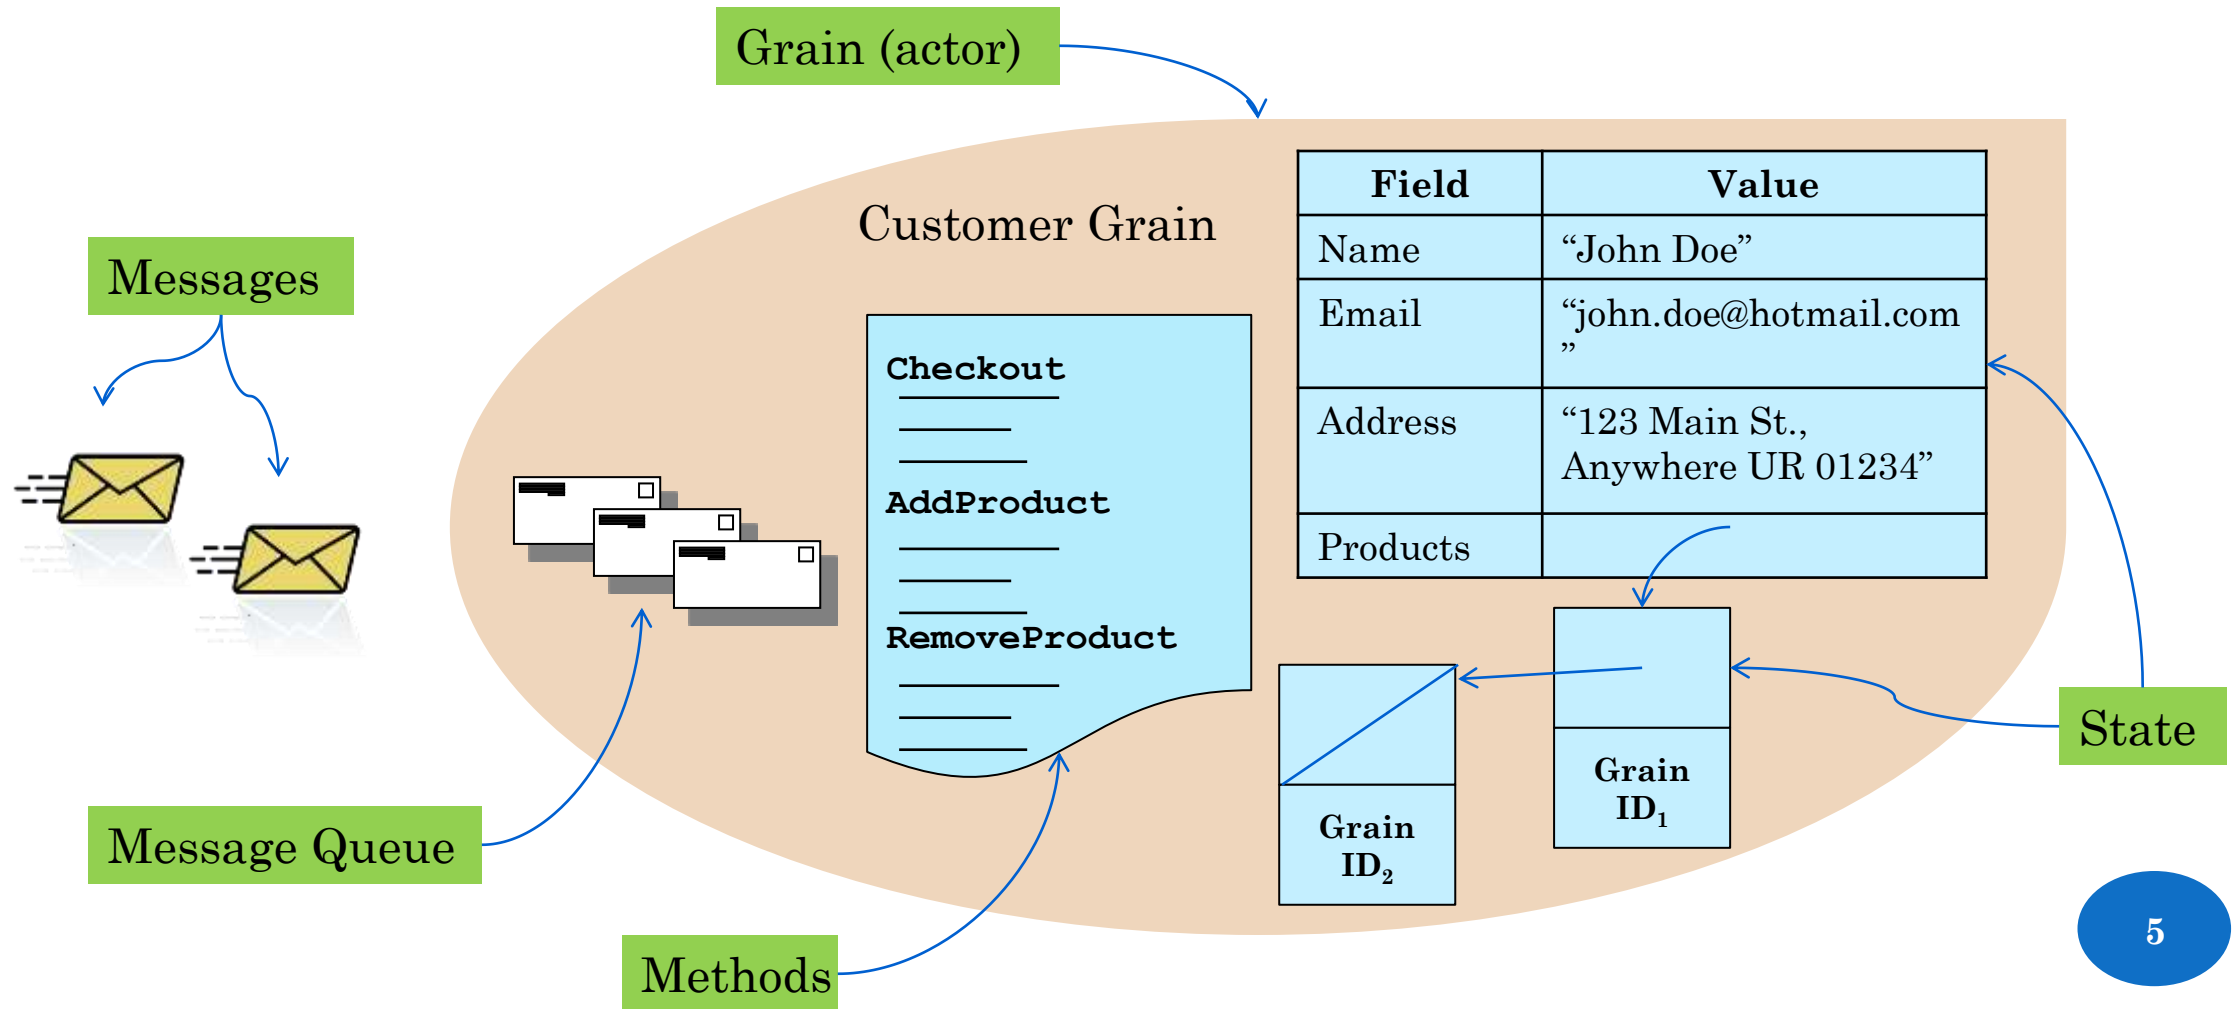 Grain (actor)
Customer Grain
Field Value
Name “John Doe”
Email “john.doe@hotmail.com
”
Address “123 Main St.,
Anywhere UR 01234”
Products
Messages
Checkout
AddProduct
RemoveProduct
Grain
ID₁
Grain
ID₂
State
Message Queue
Methods
5